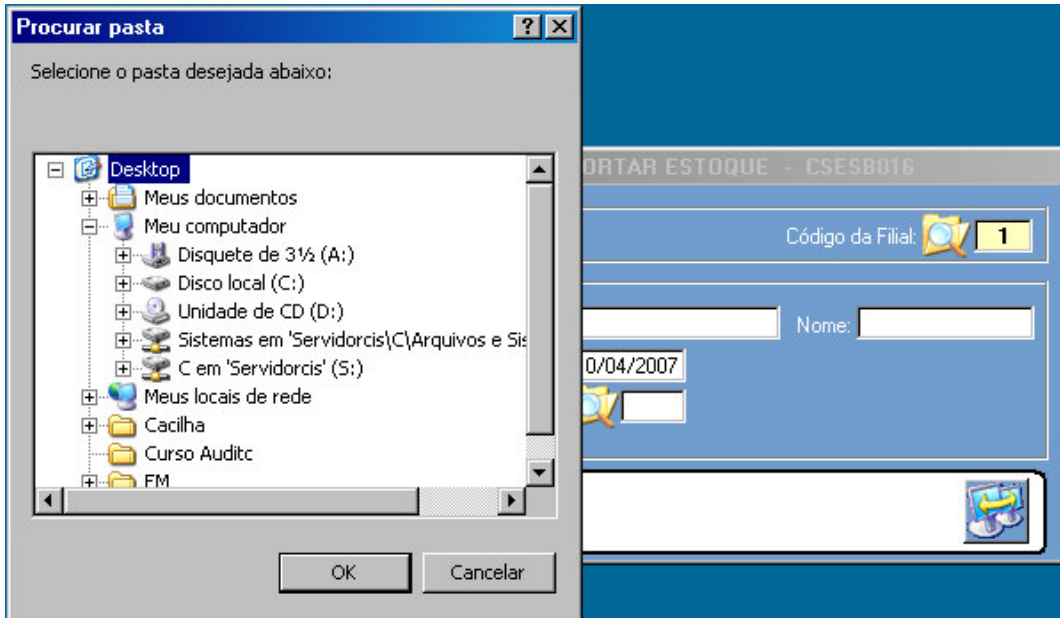 Procurar pasta
Selecione o pasta desejada abaixo:
Desktop
Meus documentos
Meu computador
Disquete de 3½ (A:)
Disco local (C:)
Unidade de CD (D:)
Sistemas em 'Servidorcis\C\Arquivos e Sis
C em 'Servidorcis' (S:)
Meus locais de rede
Cacilha
Curso Auditc
FM
OK Cancelar
ORTAR ESTOQUE - CSES8016
Código da Filial: 1
Nome:
0/04/2007